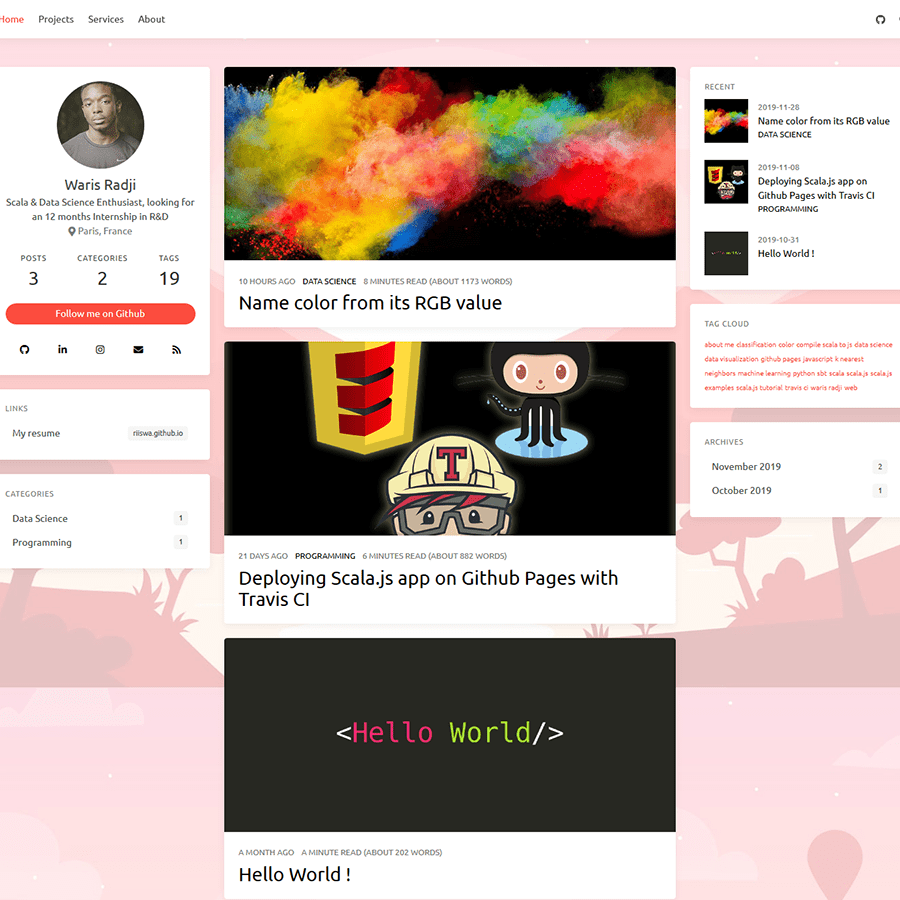 Home Projects Services About
Waris Radji
Scala & Data Science Enthusiast, looking for
an 12 months Internship in R&D
Paris, France
POSTS CATEGORIES TAGS
3 2 19
Follow me on Github
LINKS
My resume riiswa.github.io
CATEGORIES
Data Science 1
Programming 1
10 HOURS AGO DATA SCIENCE 8 MINUTES READ (ABOUT 1173 WORDS)
Name color from its RGB value
T
21 DAYS AGO PROGRAMMING 6 MINUTES READ (ABOUT 882 WORDS)
Deploying Scala.js app on Github Pages with
Travis CI
<Hello World/>
A MONTH AGO A MINUTE READ (ABOUT 202 WORDS)
Hello World !
RECENT
2019-11-28
Name color from its RGB value
DATA SCIENCE
2019-11-08
Deploying Scala.js app on
Github Pages with Travis CI
PROGRAMMING
2019-10-31
Hello World !
TAG CLOUD
about me classification color compile scala to js data science
data visualization github pages javascript k nearest
neighbors machine learning python sbt scala scala.js scala.js
examples scala.js tutorial travis ci waris radji web
ARCHIVES
November 2019 2
October 2019 1